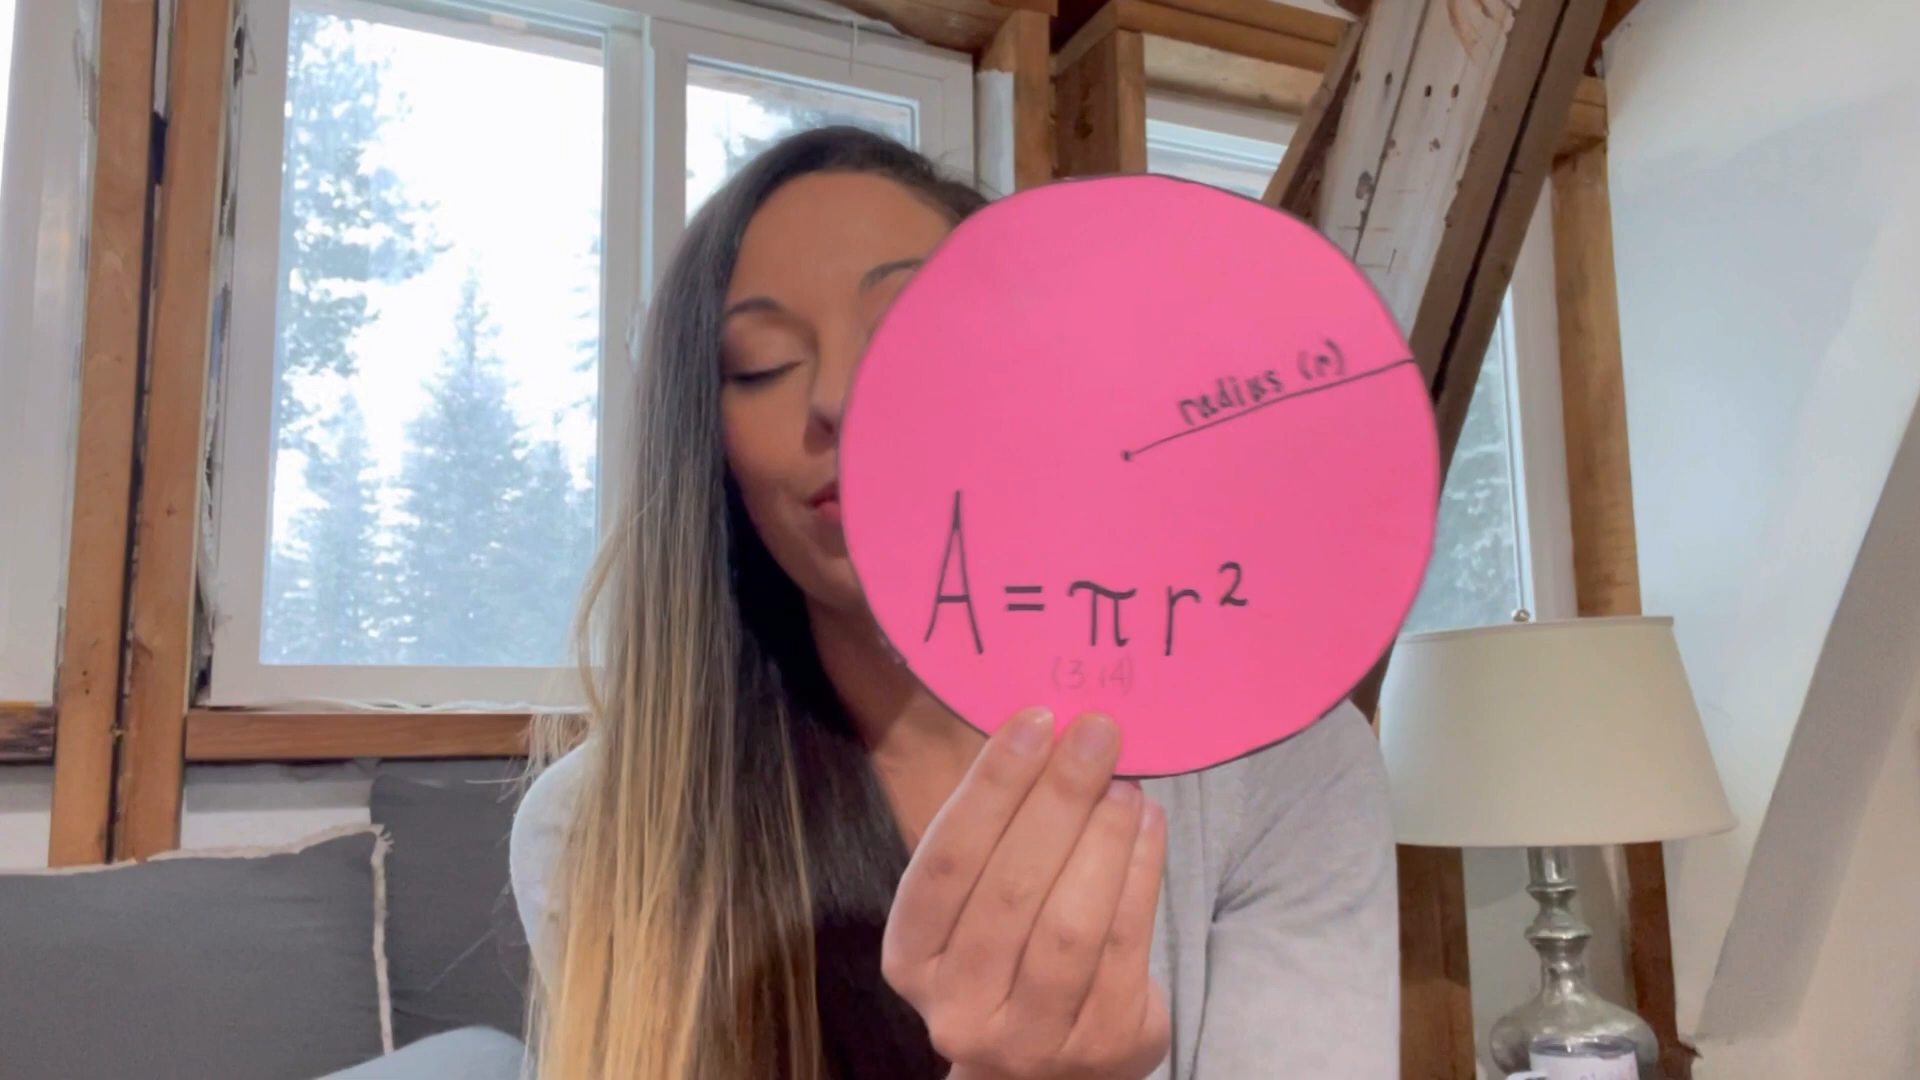 radius (r)
A = π r²
(3.14)